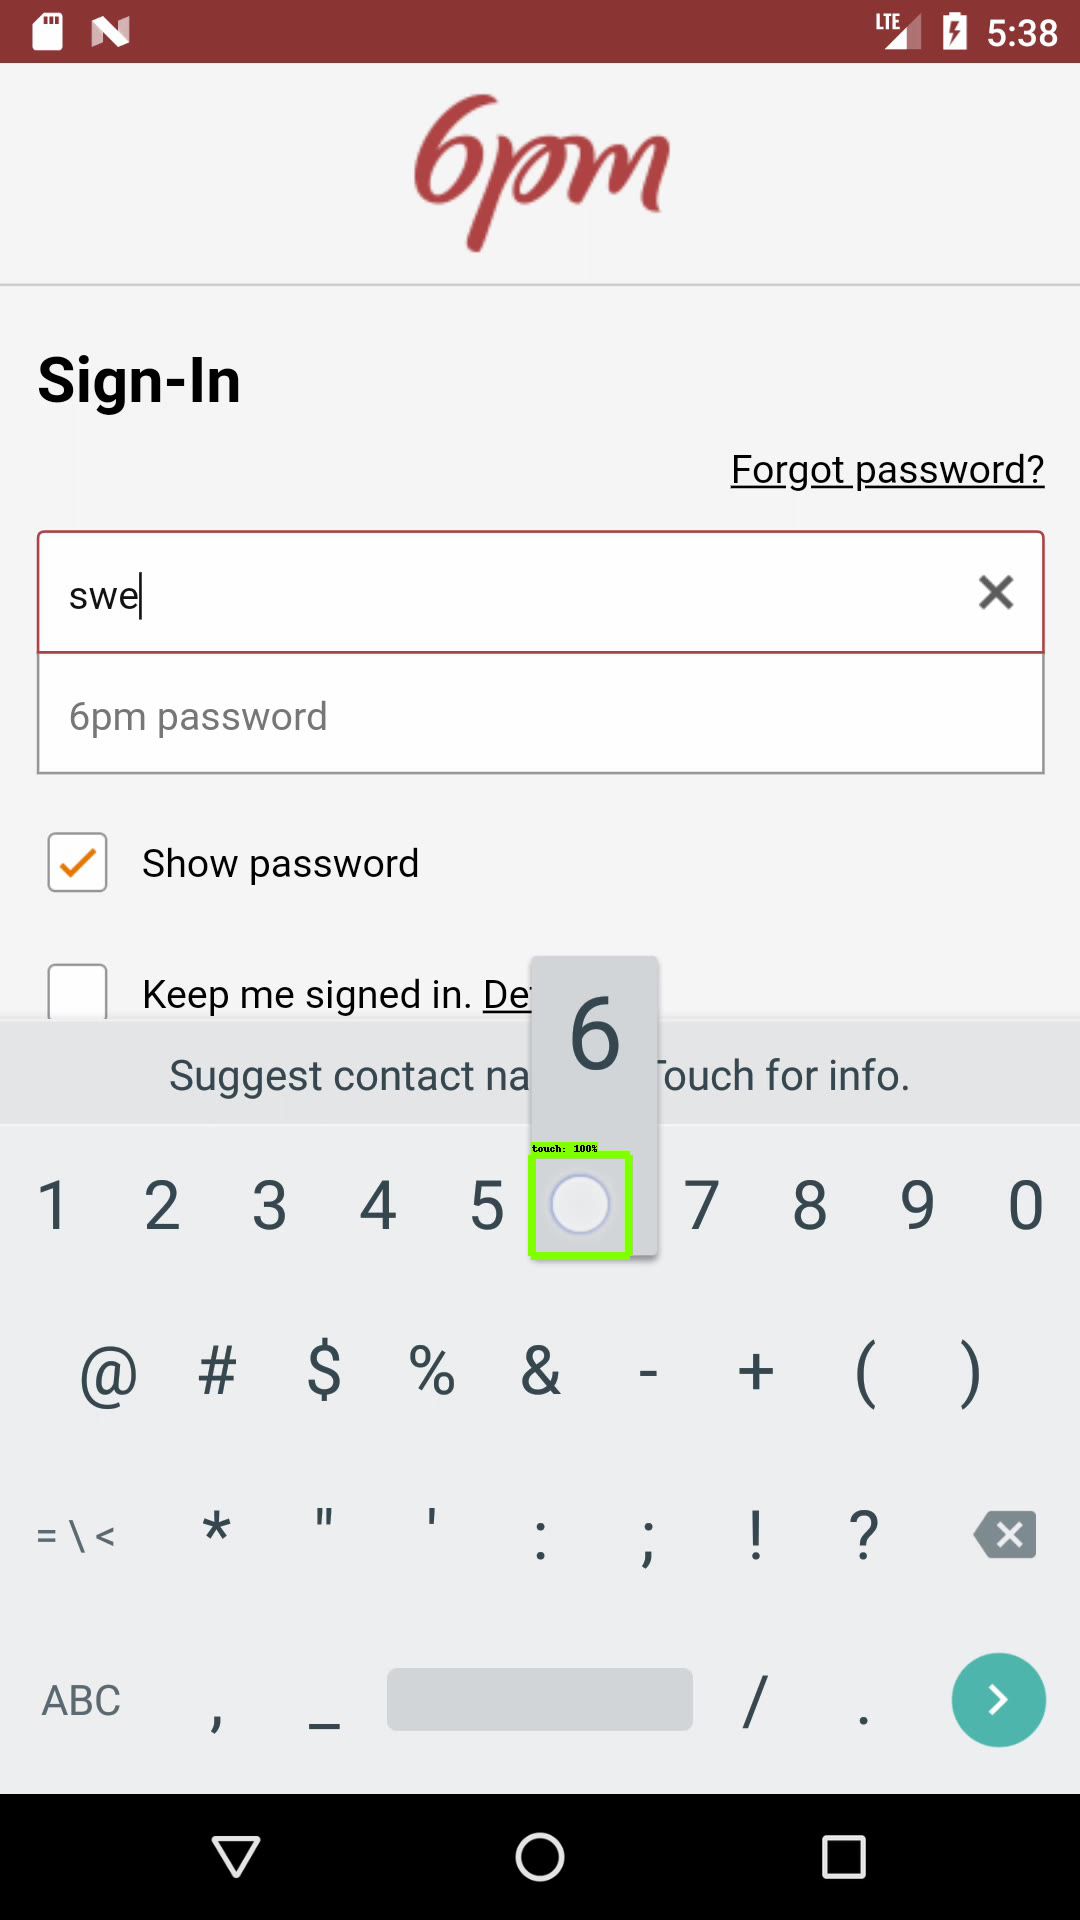 LTE 5:38
6pm
Sign-In
Forgot password?
swe
6pm password
Show password
Keep me signed in. De
6
Suggest contact na Touch for info.
touch: 100%
1 2 3 4 5 7 8 9 0
@ # $ % & - + ( )
= \ < * " ' : ; ! ?
ABC , _ / .